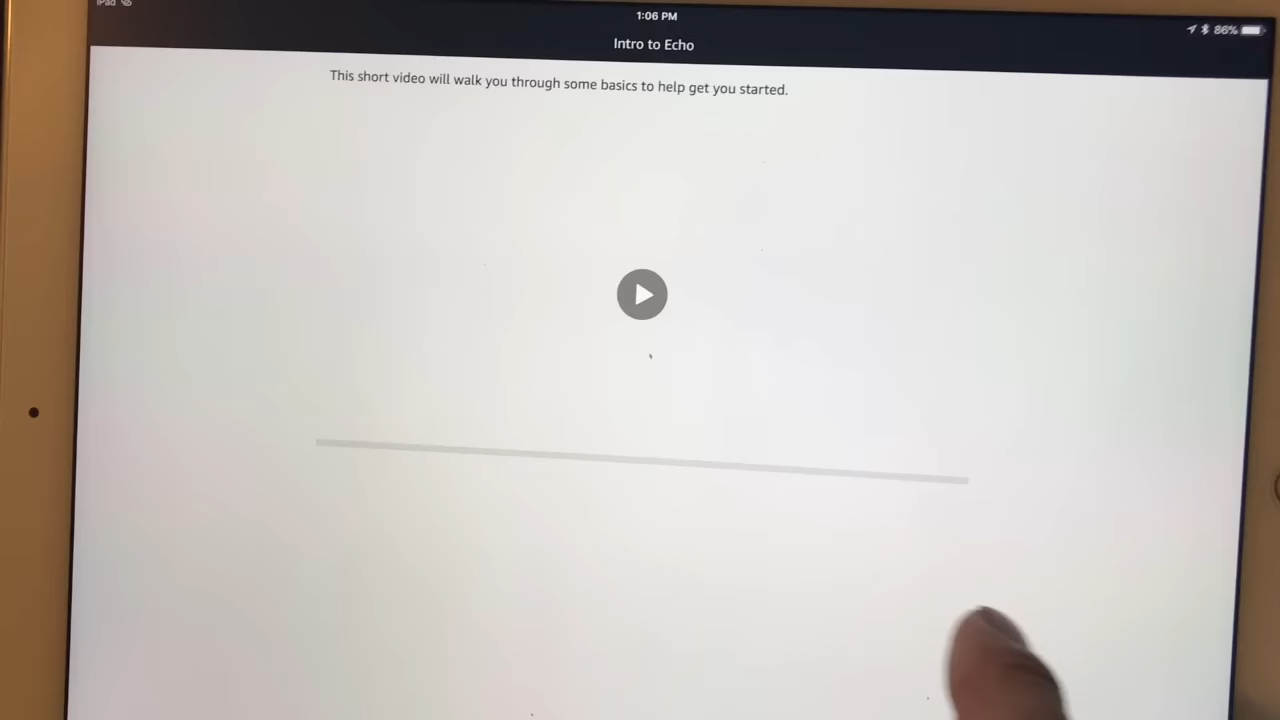 iPad
1:06 PM
86%
Intro to Echo
This short video will walk you through some basics to help get you started.